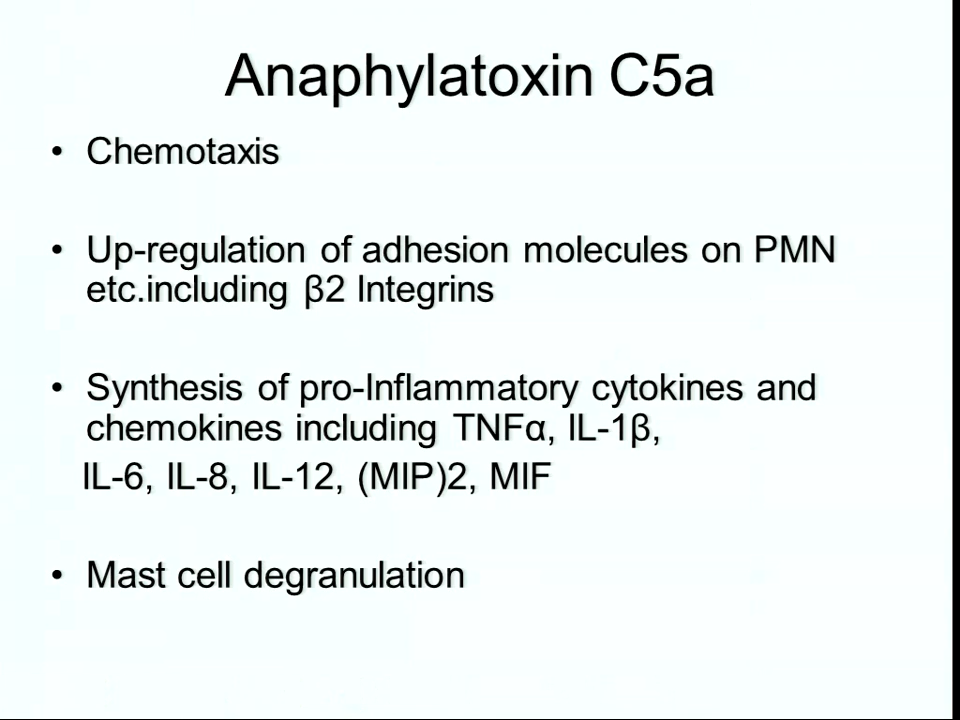 Anaphylatoxin C5a
• Chemotaxis
• Up-regulation of adhesion molecules on PMN
etc.including β2 Integrins
• Synthesis of pro-Inflammatory cytokines and
chemokines including TNFα, IL-1β,
IL-6, IL-8, IL-12, (MIP)2, MIF
• Mast cell degranulation